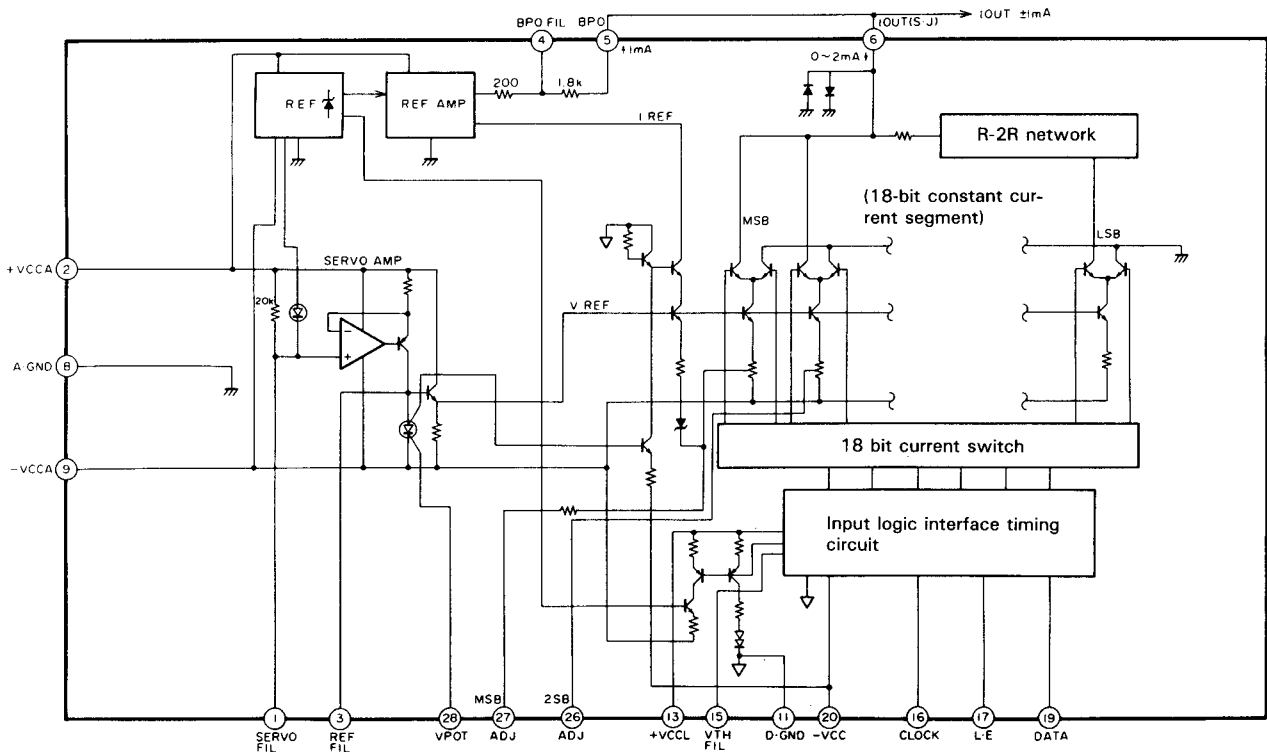 IOUT ±1mA
BPO FIL BPO
IOUT(S·J)
4 5 6
±1mA
0~2mA
REF
REF AMP
200
1.8k
I REF
R-2R network
(18-bit constant cur-
rent segment)
MSB
LSB
+VCCA 2
SERVO AMP
20k
V REF
-
+
A·GND 8
-VCCA 9
18 bit current switch
Input logic interface timing
circuit
MSB
2SB
1 3 28 27 26 13 15 11 20 16 17 19
SERVO FIL
REF FIL
VPOT
ADJ
ADJ
+VCCL
VTH FIL
D·GND
-VCC
CLOCK
L·E
DATA